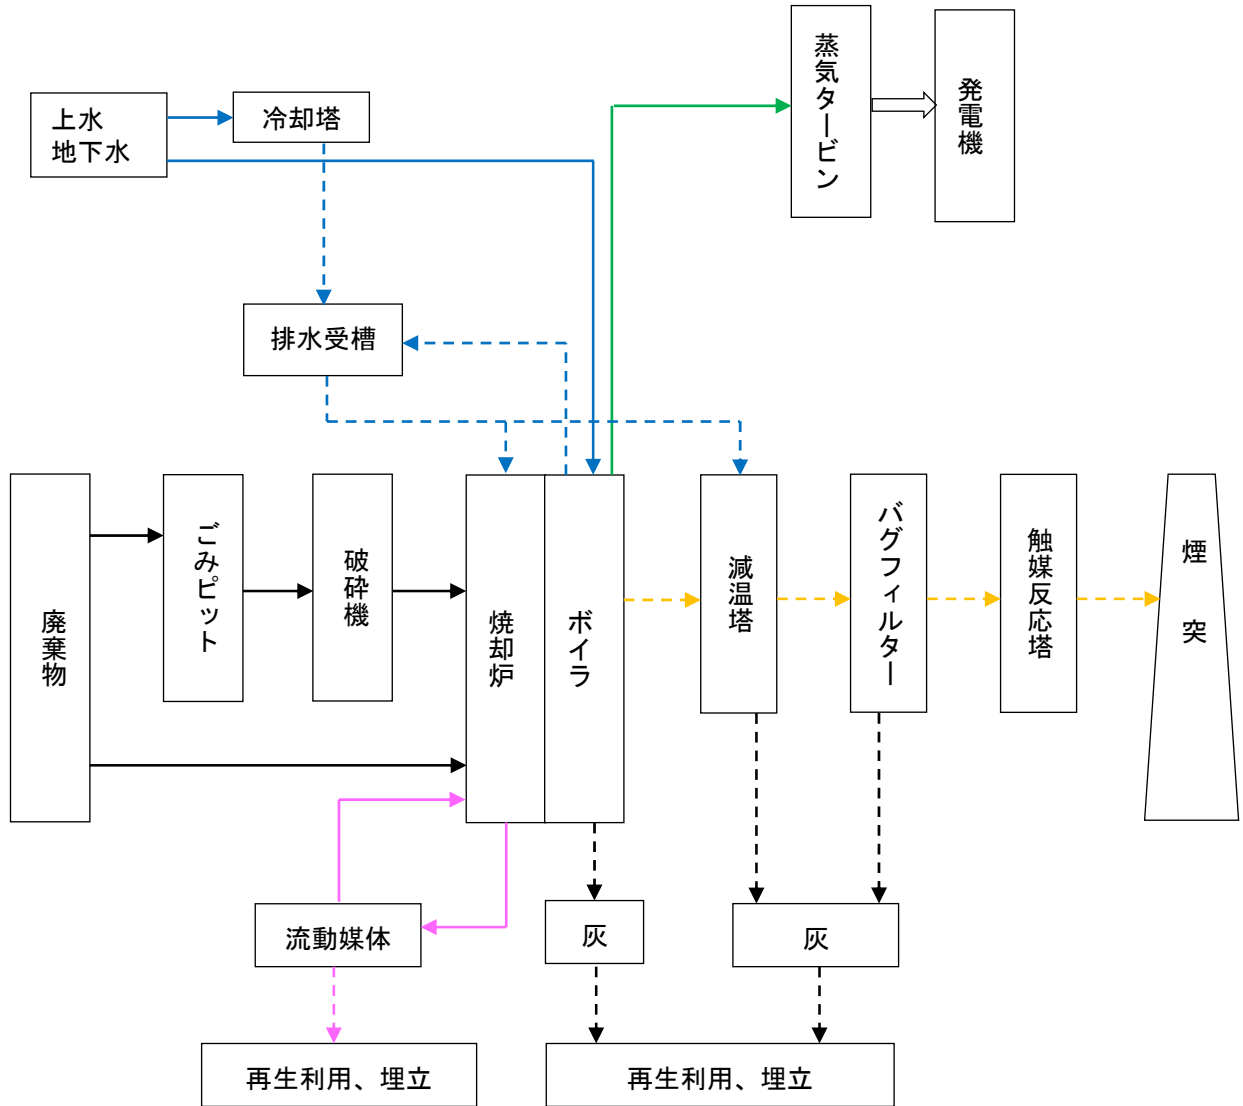 蒸気タービン
発電機
上水
地下水
冷却塔
排水受槽
廃棄物
ごみピット
破砕機
焼却炉
ボイラ
減温塔
バグフィルター
触媒反応塔
煙突
流動媒体
灰
灰
再生利用、埋立
再生利用、埋立